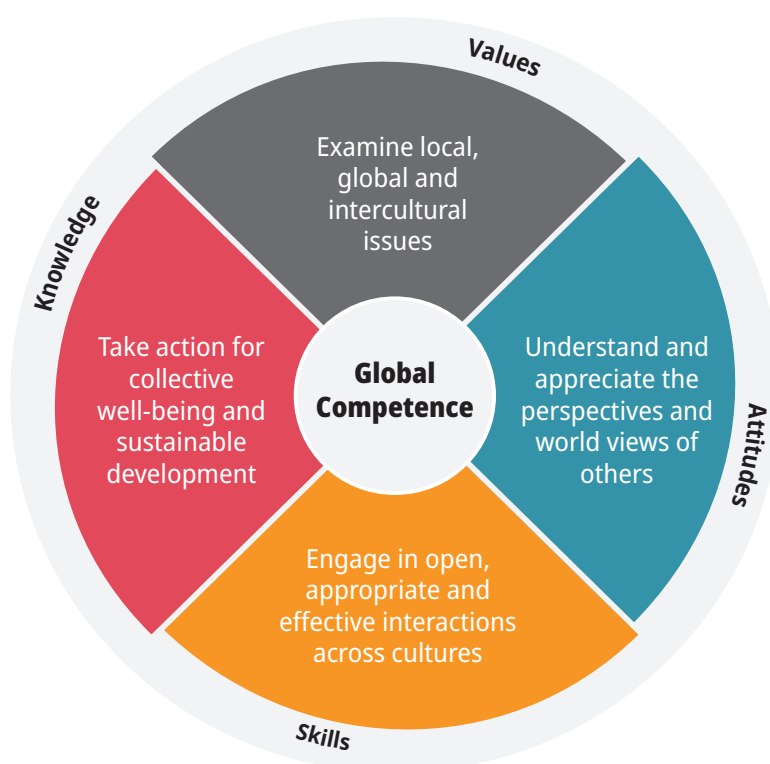 Values
Examine local,
global and
intercultural
issues
Knowledge
Take action for
collective
well-being and
sustainable
development
Global
Competence
Understand and
appreciate the
perspectives and
world views of
others
Attitudes
Engage in open,
appropriate and
effective interactions
across cultures
Skills